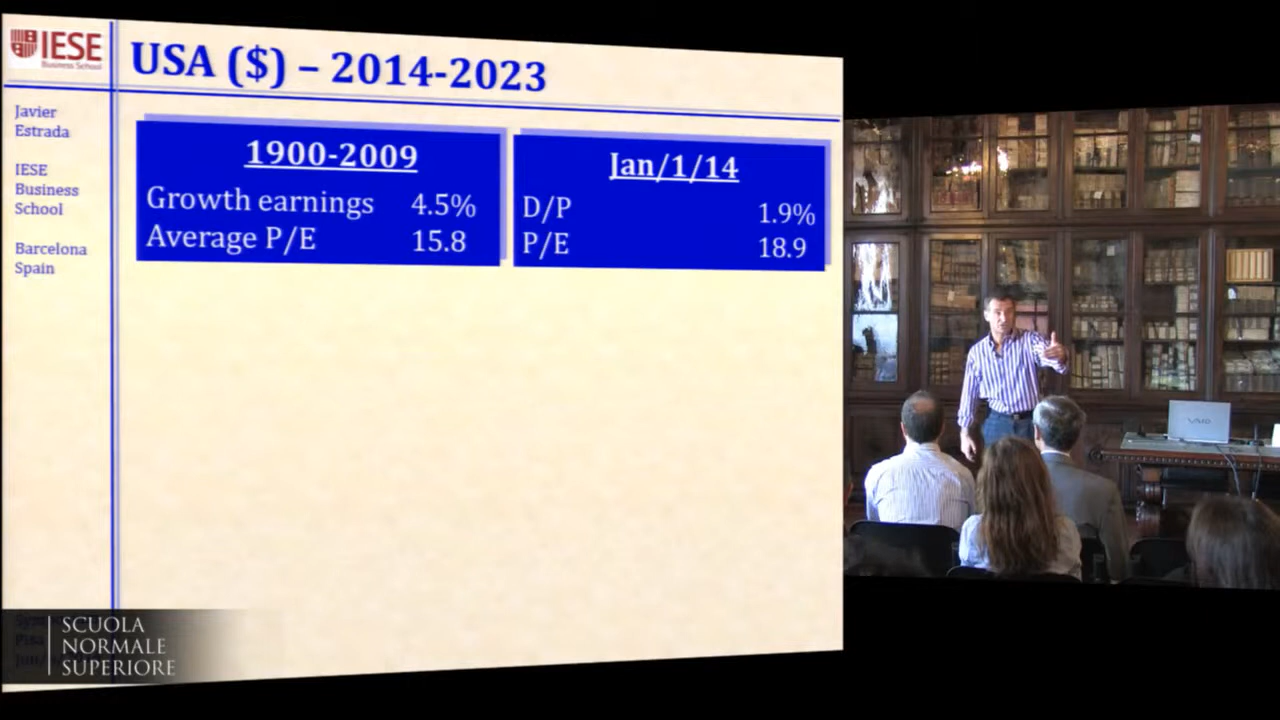 IESE
Business School
USA ($) – 2014-2023
Javier
Estrada
IESE
Business
School
Barcelona
Spain
1900-2009
Growth earnings 4.5%
Average P/E 15.8
Jan/1/14
D/P 1.9%
P/E 18.9
SCUOLA
NORMALE
SUPERIORE
VAIO